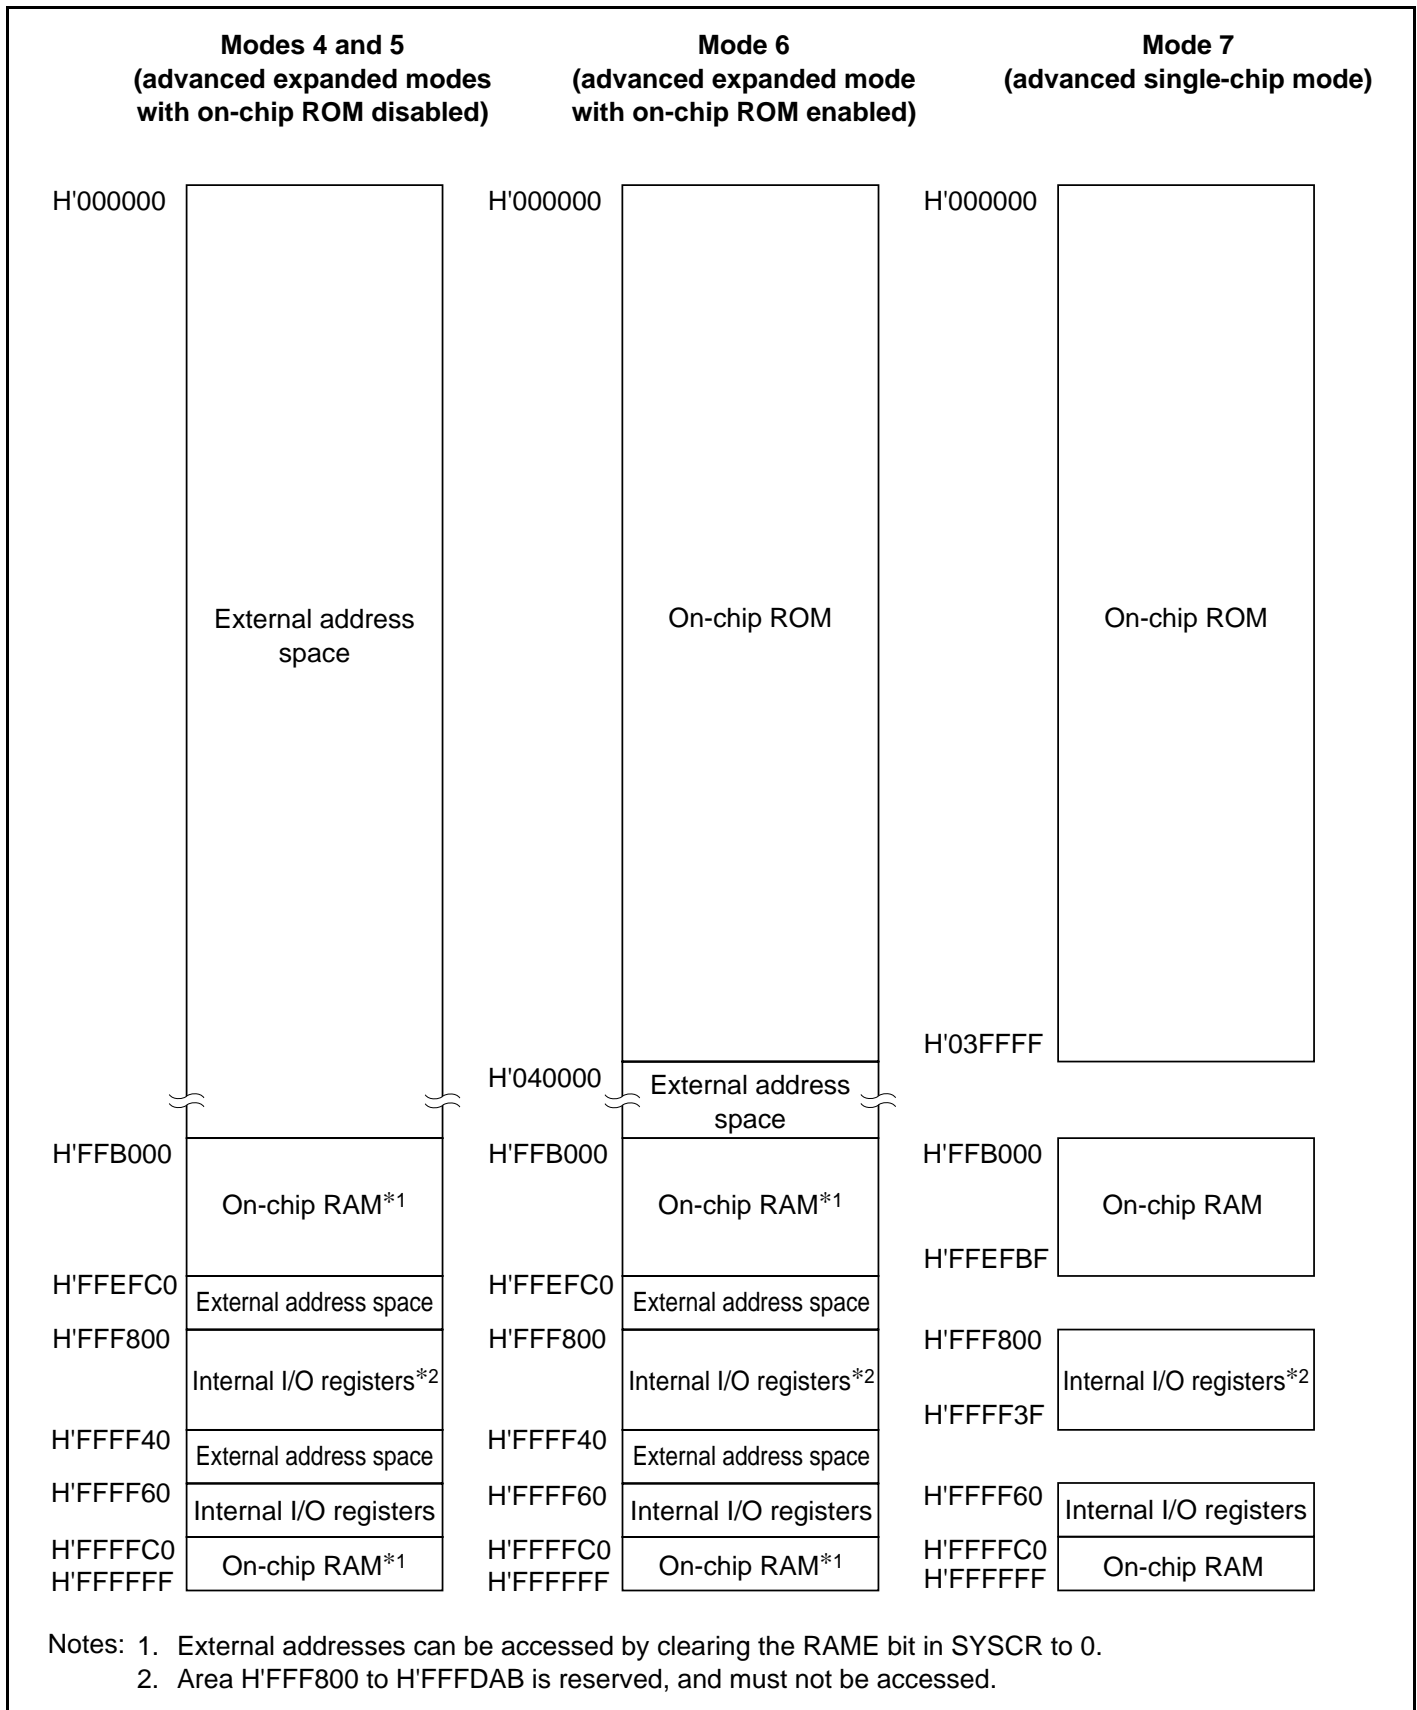 Modes 4 and 5
(advanced expanded modes
with on-chip ROM disabled)
Mode 6
(advanced expanded mode
with on-chip ROM enabled)
Mode 7
(advanced single-chip mode)
H'000000
External address
space
H'FFB000
On-chip RAM*1
H'FFEFC0
External address space
H'FFF800
Internal I/O registers*2
H'FFFF40
External address space
H'FFFF60
Internal I/O registers
H'FFFFC0
On-chip RAM*1
H'FFFFFF
H'000000
On-chip ROM
H'040000
External address
space
H'FFB000
On-chip RAM*1
H'FFEFC0
External address space
H'FFF800
Internal I/O registers*2
H'FFFF40
External address space
H'FFFF60
Internal I/O registers
H'FFFFC0
On-chip RAM*1
H'FFFFFF
H'000000
On-chip ROM
H'03FFFF
H'FFB000
On-chip RAM
H'FFEFBF
H'FFF800
Internal I/O registers*2
H'FFFF3F
H'FFFF60
Internal I/O registers
H'FFFFC0
On-chip RAM
H'FFFFFF
Notes: 1. External addresses can be accessed by clearing the RAME bit in SYSCR to 0.
2. Area H'FFF800 to H'FFFDAB is reserved, and must not be accessed.